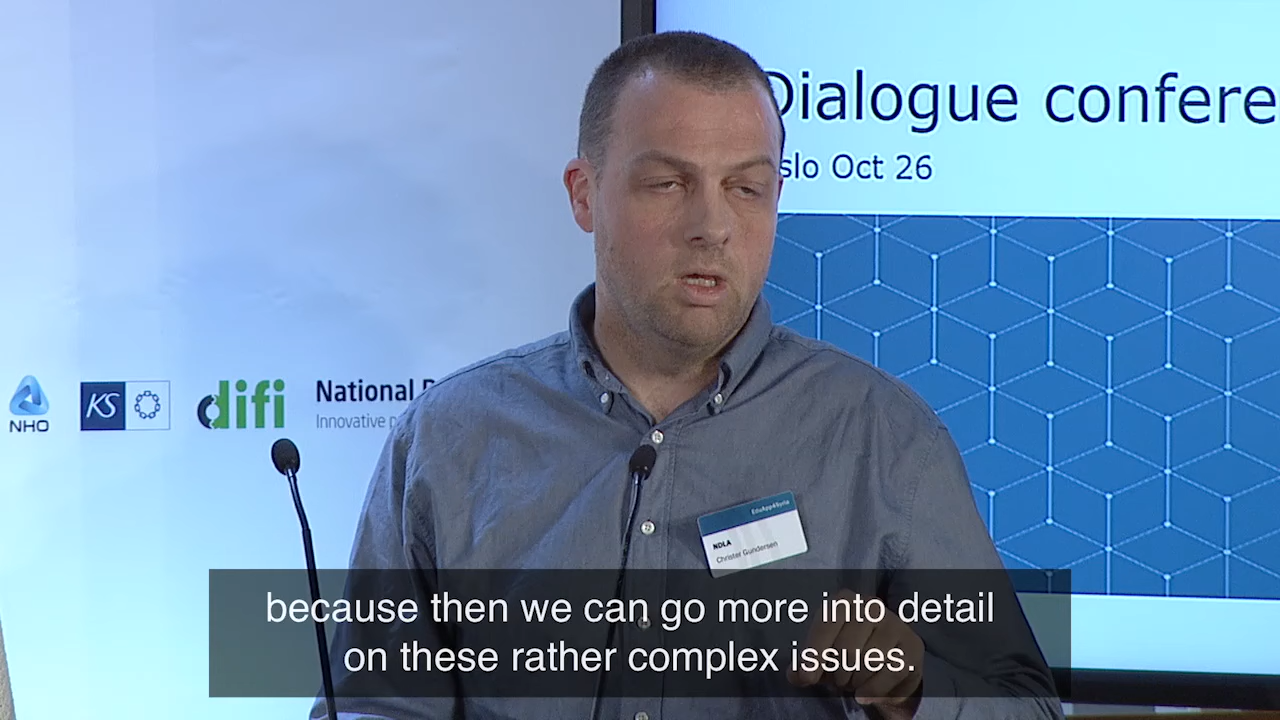 Dialogue confere
slo Oct 26
NHO
KS
difi
National
Innovative
EduApp4Syria
NDLA
Christer Gundersen
because then we can go more into detail
on these rather complex issues.